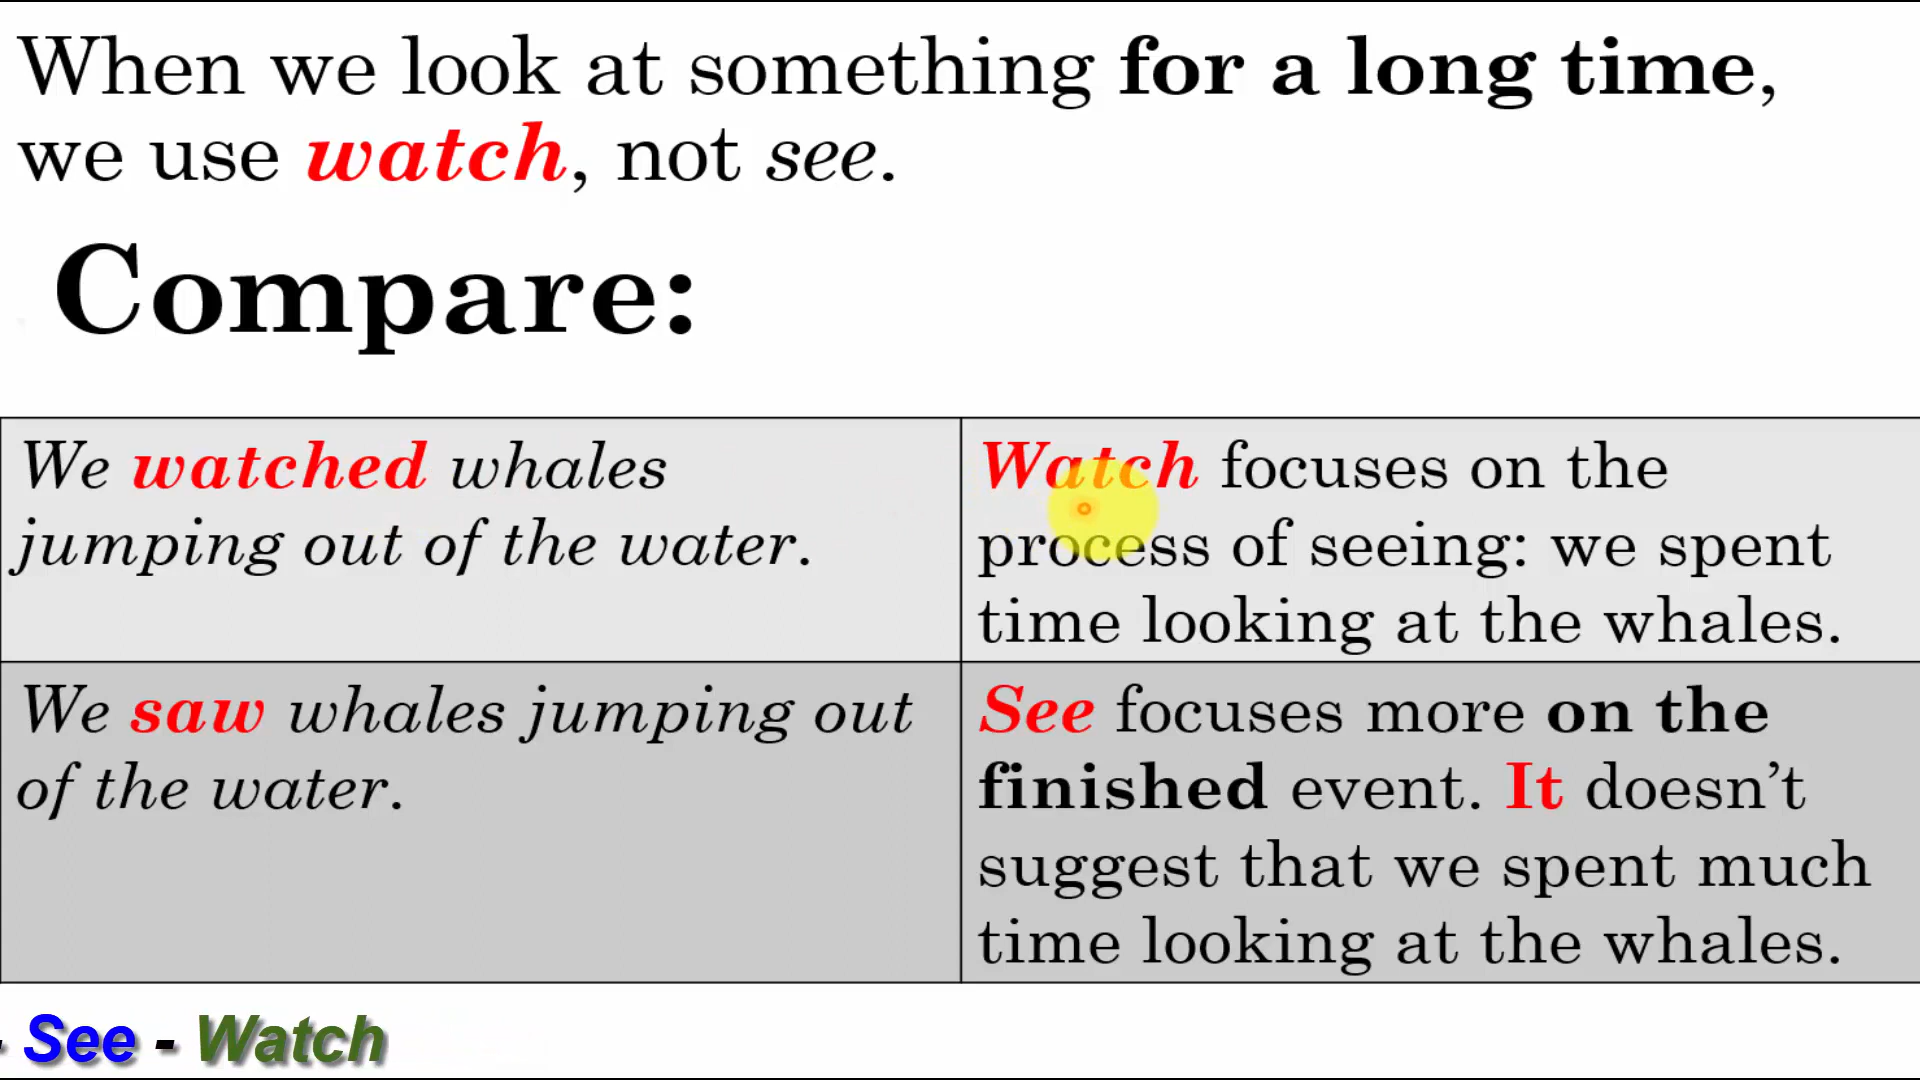 When we look at something for a long time,
we use watch, not see.
Compare:
We watched whales
jumping out of the water.
Watch focuses on the
process of seeing: we spent
time looking at the whales.
We saw whales jumping out
of the water.
See focuses more on the
finished event. It doesn’t
suggest that we spent much
time looking at the whales.
- See - Watch